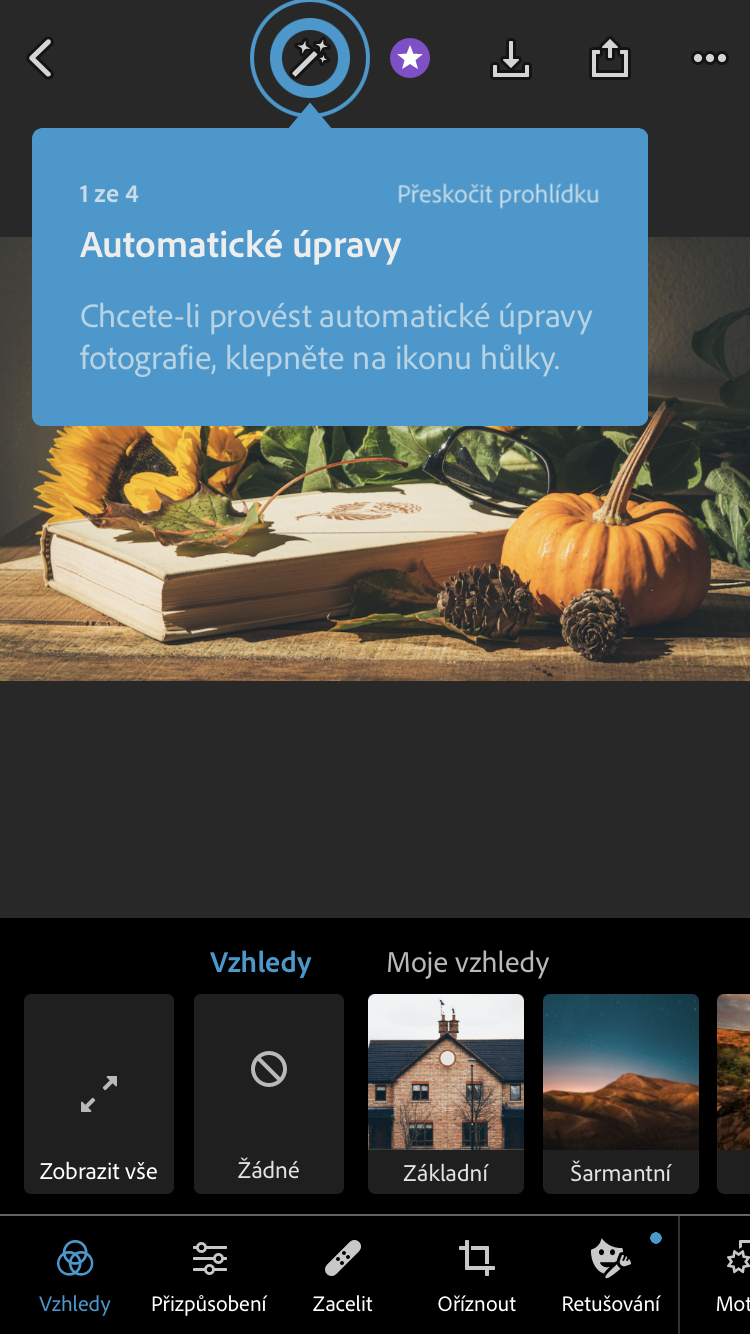 1 ze 4
Přeskočit prohlídku
Automatické úpravy
Chcete-li provést automatické úpravy
fotografie, klepněte na ikonu hůlky.
Vzhledy
Moje vzhledy
Zobrazit vše
Žádné
Základní
Šarmantní
Vzhledy
Přizpůsobení
Zacelit
Oříznout
Retušování